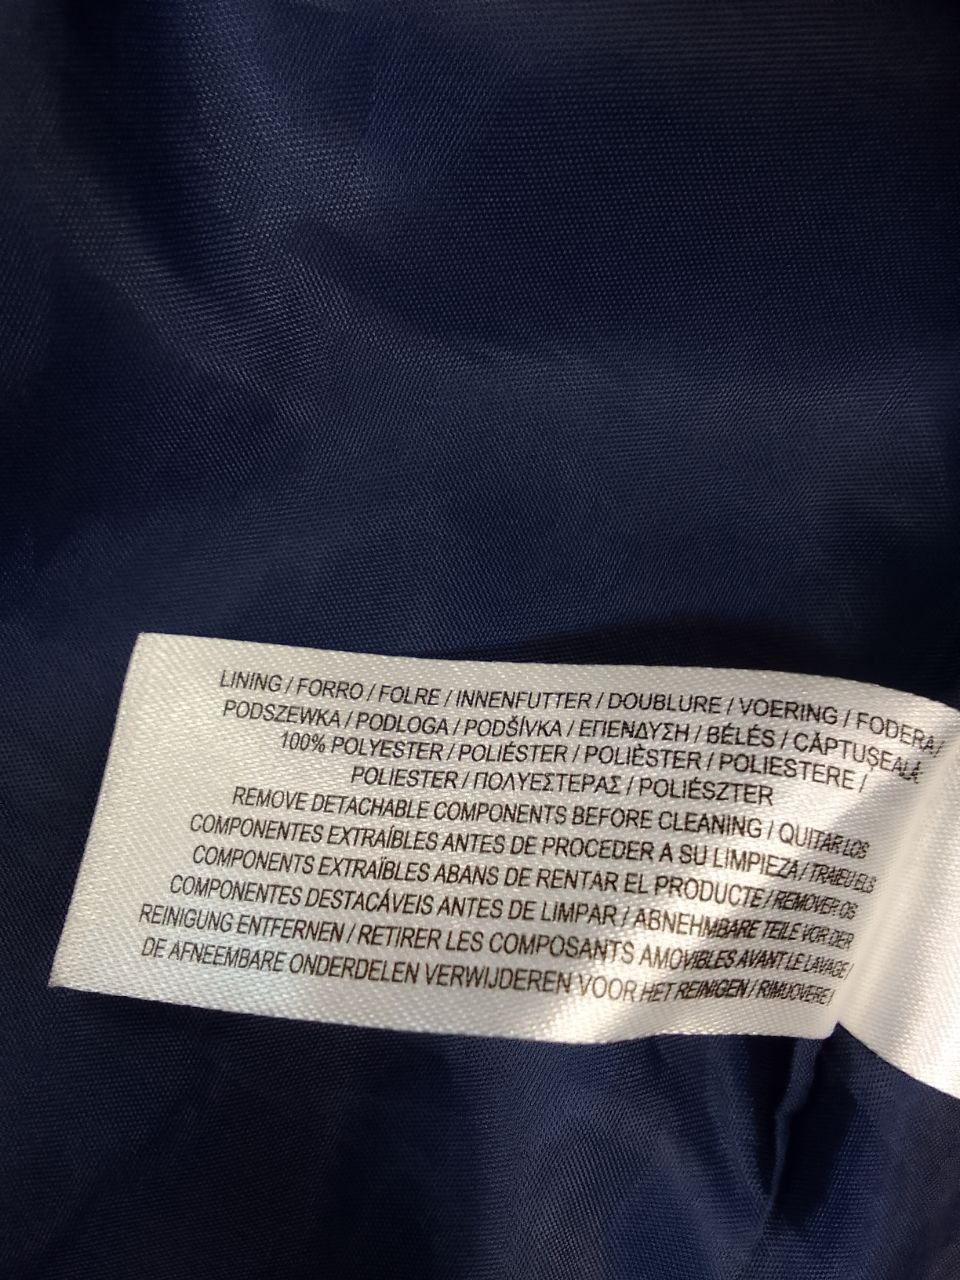 LINING / FORRO / FOLRE / INNENFUTTER / DOUBLURE / VOERING / FODERA /
PODSZEWKA / PODLOGA / PODŠÍVKA / ΕΠΕΝΔΥΣΗ / BÉLÉS / CĂPTUȘEALĂ:
100% POLYESTER / POLIÉSTER / POLIÈSTER / POLIESTERE /
POLIESTER / ΠΟΛΥΕΣΤΕΡΑΣ / POLIÉSZTER
REMOVE DETACHABLE COMPONENTS BEFORE CLEANING / QUITAR LOS
COMPONENTES EXTRAÍBLES ANTES DE PROCEDER A SU LIMPIEZA / TRAIEU ELS
COMPONENTS EXTRAÏBLES ABANS DE RENTAR EL PRODUCTE / REMOVER OS
COMPONENTES DESTACÁVEIS ANTES DE LIMPAR / ABNEHMBARE TEILE VOR DER
REINIGUNG ENTFERNEN / RETIRER LES COMPOSANTS AMOVIBLES AVANT LE LAVAGE /
DE AFNEEMBARE ONDERDELEN VERWIJDEREN VOOR HET REINIGEN / RIMUOVERE I